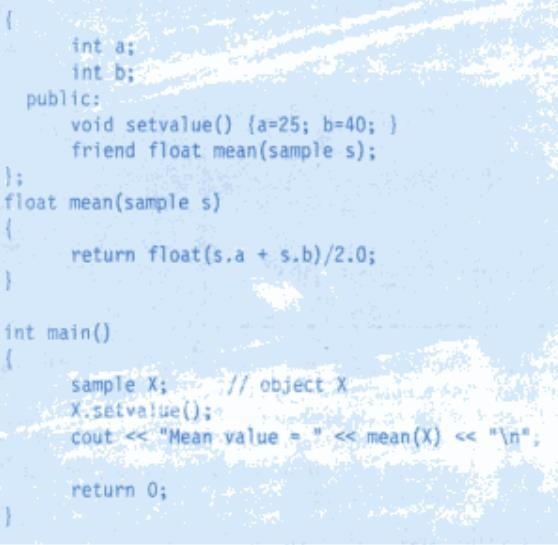 {
int a;
int b;
public:
void setvalue() {a=25; b=40; }
friend float mean(sample s);
};
float mean(sample s)
{
return float(s.a + s.b)/2.0;
}
int main()
{
sample X; // object X
X.setvalue();
cout << "Mean value = " << mean(X) << "\n";
return 0;
}